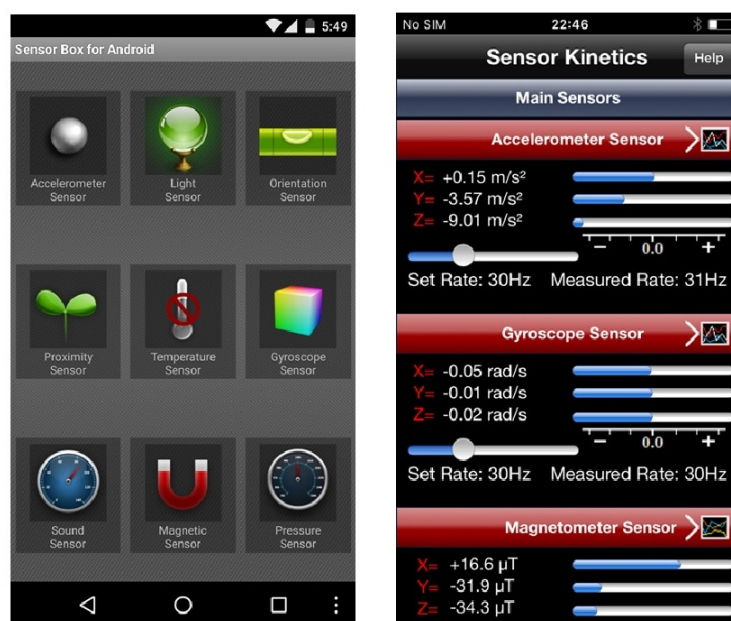 5:49
Sensor Box for Android
Accelerometer
Sensor
Light
Sensor
Orientation
Sensor
Proximity
Sensor
Temperature
Sensor
Gyroscope
Sensor
Sound
Sensor
Magnetic
Sensor
Pressure
Sensor
No SIM 22:46
Sensor Kinetics Help
Main Sensors
Accelerometer Sensor
X= +0.15 m/s²
Y= -3.57 m/s²
Z= -9.01 m/s²
− 0.0 +
Set Rate: 30Hz Measured Rate: 31Hz
Gyroscope Sensor
X= -0.05 rad/s
Y= -0.01 rad/s
Z= -0.02 rad/s
− 0.0 +
Set Rate: 30Hz Measured Rate: 30Hz
Magnetometer Sensor
X= +16.6 µT
Y= -31.9 µT
Z= -34.3 µT